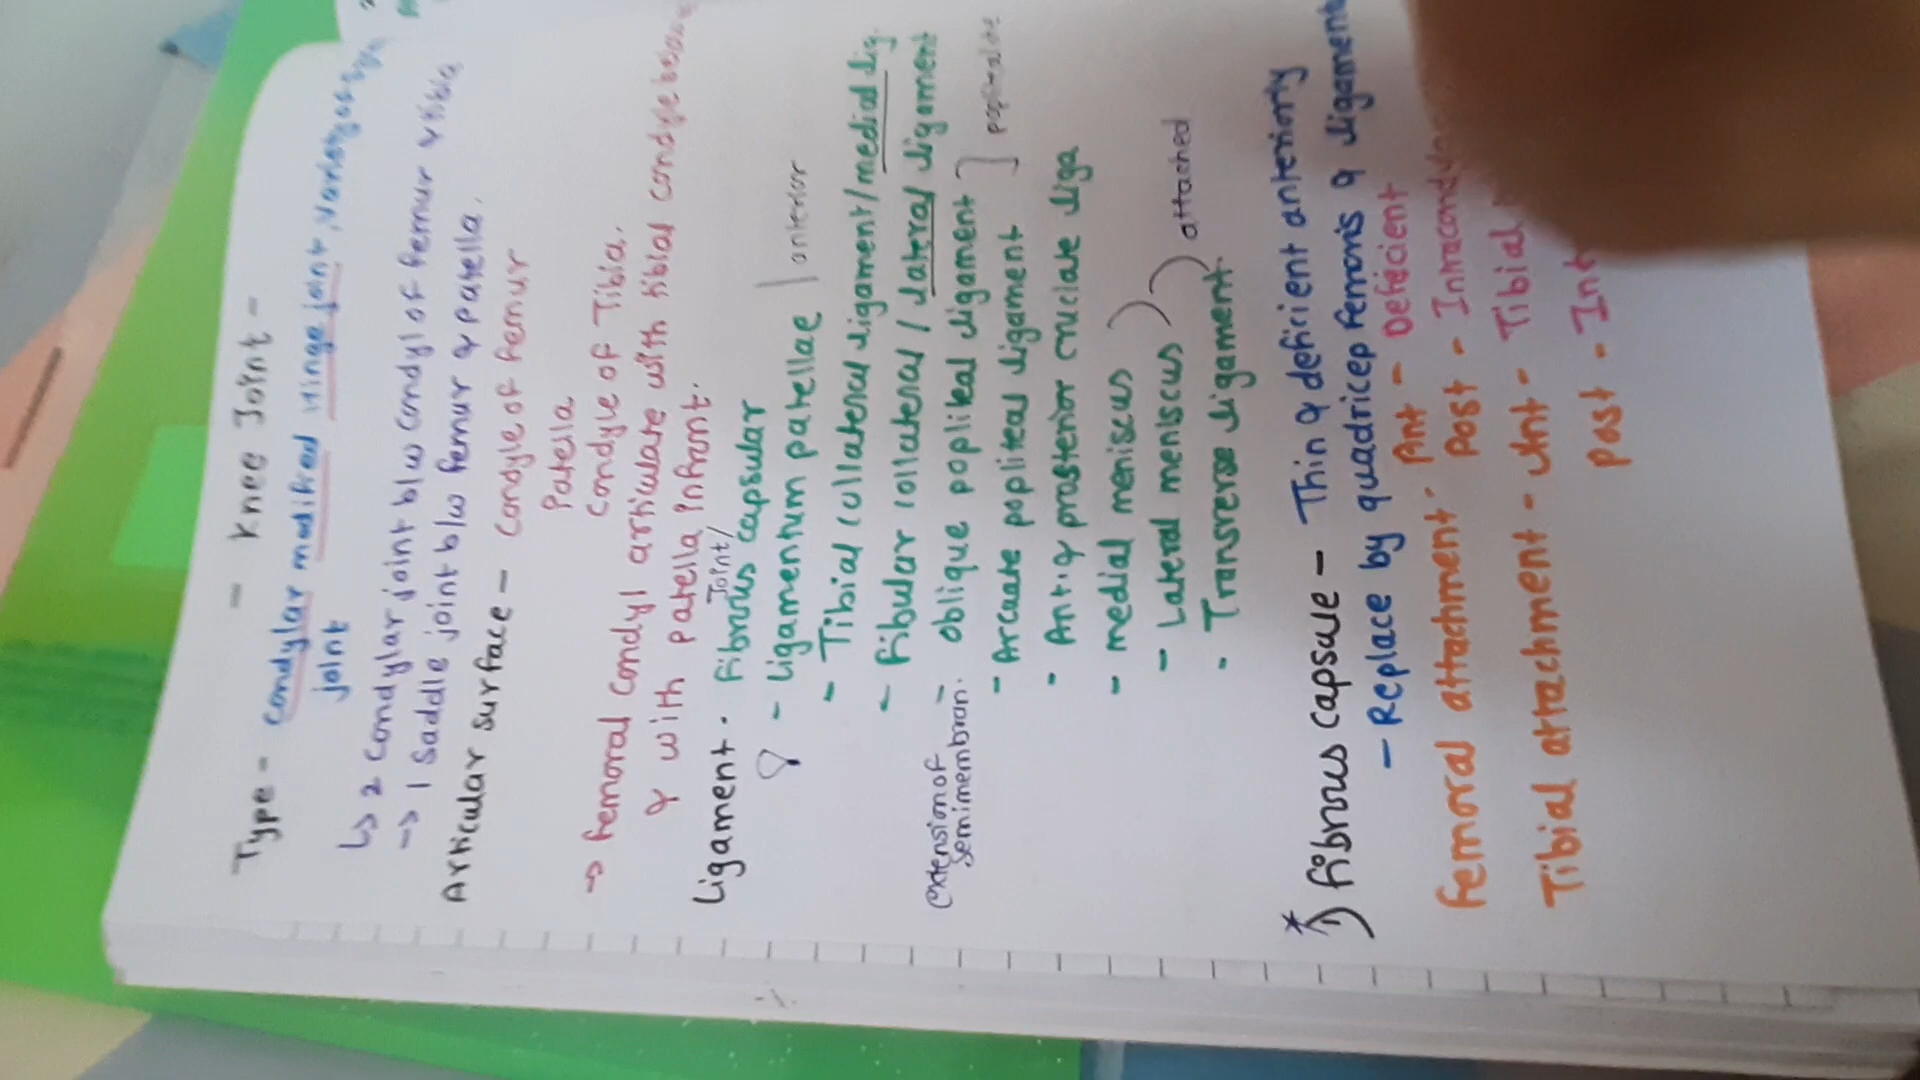 - Knee Joint -
Type - condylar modified Hinge joint, variety of
joint
↳ 2 condylar joint b/w condyl of femur & tibia
→ 1 saddle joint b/w femur & patella.
Articular surface - condyle of femur
Patella
condyle of Tibia.
→ femoral condyl articulate with tibial condyle below
& with patella infront.
Joint/
Ligament. Fibrous capsular
- Ligamentum patellae | anterior
- Tibial collateral ligament/medial lig.
- Fibular collateral / lateral ligament
extension of semimembran. - oblique popliteal ligament
- Arcuate popliteal ligament ]
- Ant & prosterior cruciate liga
- medial meniscus
- Lateral meniscus ) attached
- Transverse ligament.
* 1) fibrous capsule - Thin & deficient anteriorty
- Replace by quadricep femoris & ligament
femoral attachment - Ant - Deficient
Post -
Tibial attachment - Ant - Tibial
Post - Int